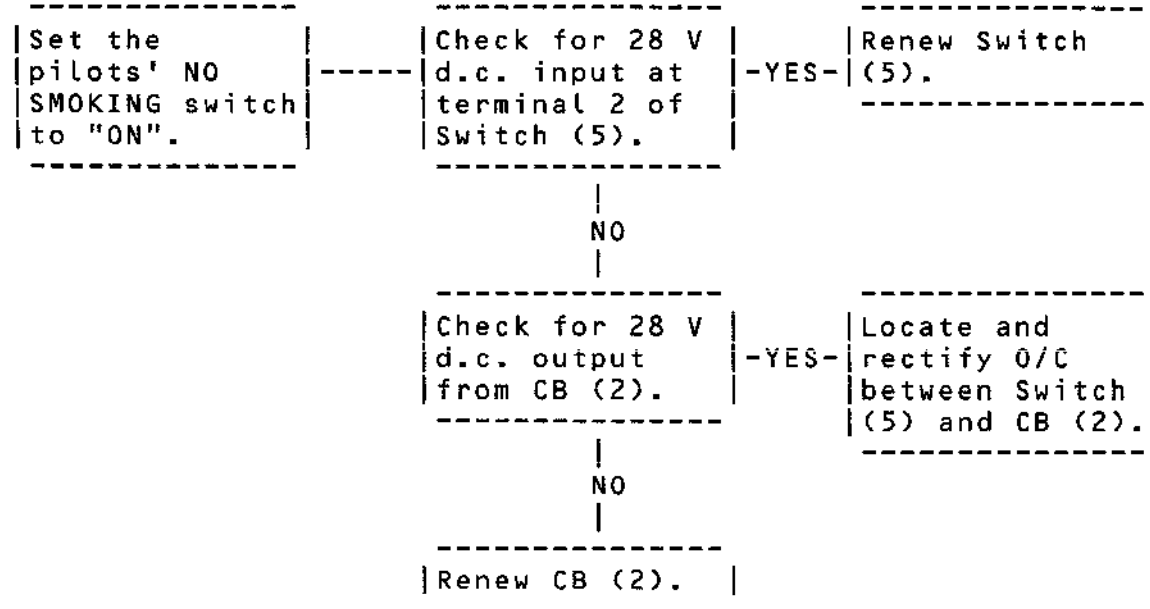 Set the
pilots' NO
SMOKING switch
to "ON".
Check for 28 V
d.c. input at
terminal 2 of
Switch (5).
YES
Renew Switch
(5).
NO
Check for 28 V
d.c. output
from CB (2).
YES
Locate and
rectify O/C
between Switch
(5) and CB (2).
NO
Renew CB (2).